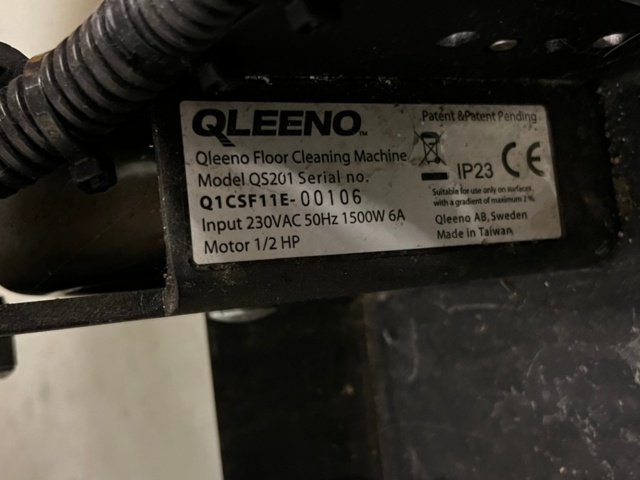 QLEENO™
Qleeno Floor Cleaning Machine
Model QS201 Serial no.
Q1CSF11E-00106
Input 230VAC 50Hz 1500W 6A
Motor 1/2 HP
Patent &Patent Pending
IP23 CE
Suitable for use only on surfaces
with a gradient of maximum 2 %.
Qleeno AB, Sweden
Made in Taiwan